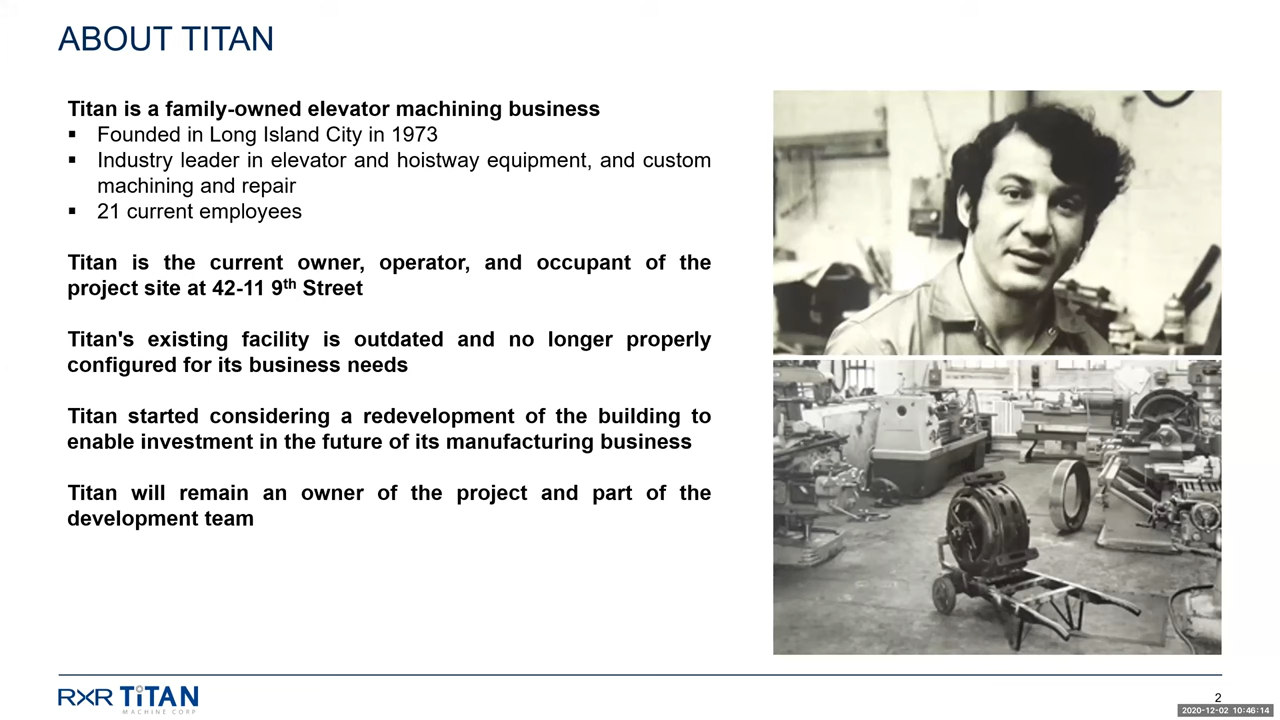 ABOUT TITAN
Titan is a family-owned elevator machining business
▪ Founded in Long Island City in 1973
▪ Industry leader in elevator and hoistway equipment, and custom
machining and repair
▪ 21 current employees
Titan is the current owner, operator, and occupant of the
project site at 42-11 9th Street
Titan's existing facility is outdated and no longer properly
configured for its business needs
Titan started considering a redevelopment of the building to
enable investment in the future of its manufacturing business
Titan will remain an owner of the project and part of the
development team
RXR TiTAN
MACHINE CORP
2
2020-12-02 10:46:14